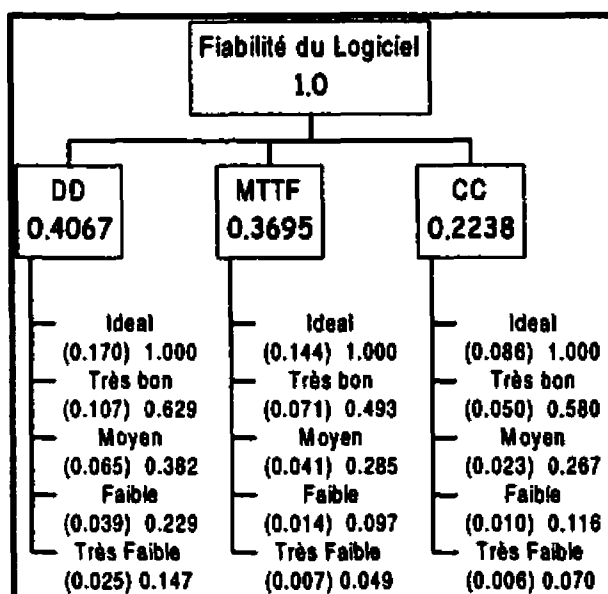 Fiabilité du Logiciel
1.0
DD
0.4067
MTTF
0.3695
CC
0.2238
Ideal
(0.170) 1.000
Très bon
(0.107) 0.629
Moyen
(0.065) 0.382
Faible
(0.039) 0.229
Très Faible
(0.025) 0.147
Ideal
(0.144) 1.000
Très bon
(0.071) 0.493
Moyen
(0.041) 0.285
Faible
(0.014) 0.097
Très Faible
(0.007) 0.049
Ideal
(0.086) 1.000
Très bon
(0.050) 0.580
Moyen
(0.023) 0.267
Faible
(0.010) 0.116
Très Faible
(0.006) 0.070